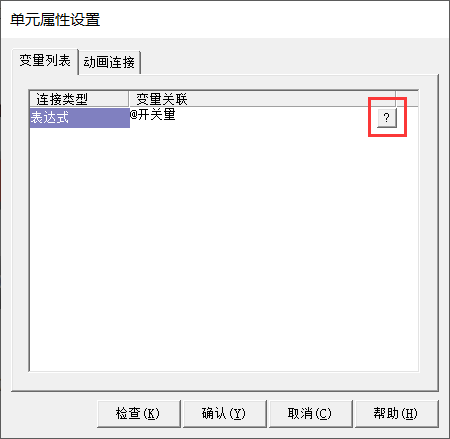 单元属性设置
变量列表 动画连接
连接类型 变量关联
表达式 @开关量 ?
检查(K) 确认(Y) 取消(C) 帮助(H)